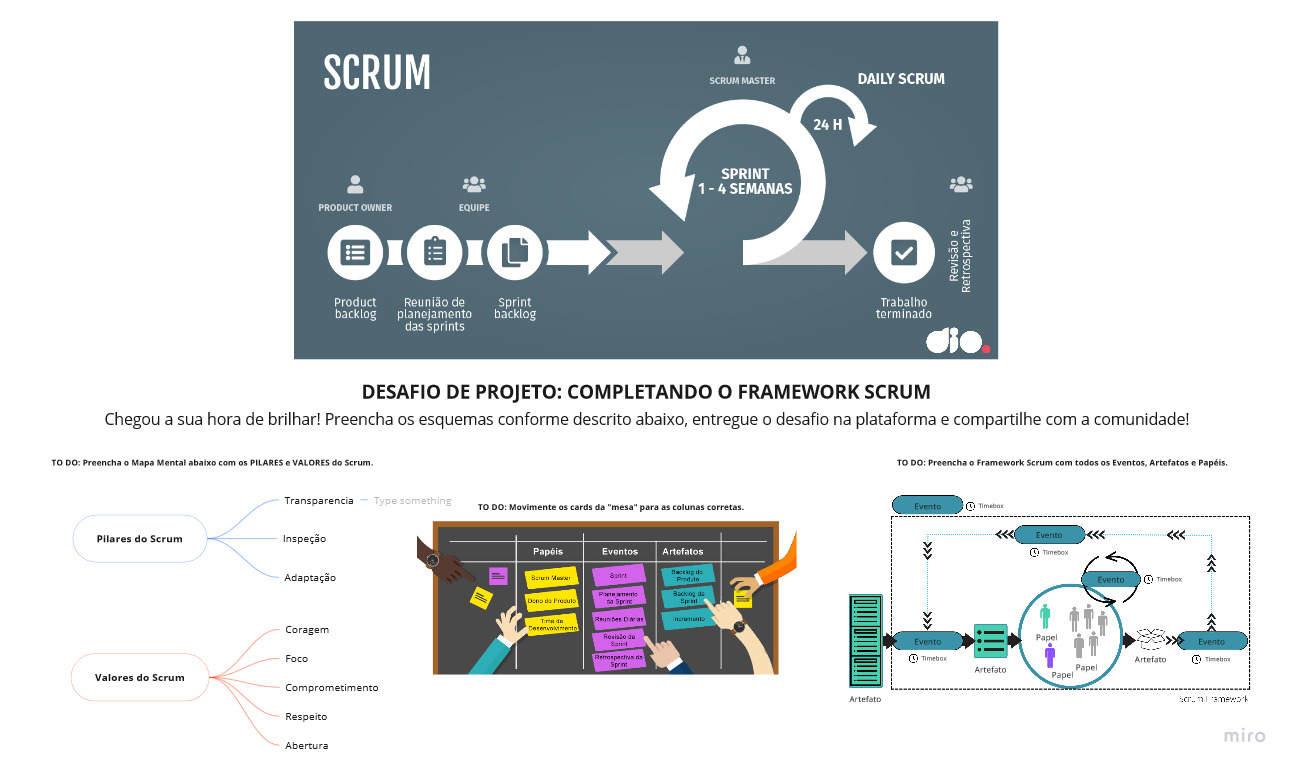 SCRUM
SCRUM MASTER
DAILY SCRUM
24 H
SPRINT
1 - 4 SEMANAS
PRODUCT OWNER
EQUIPE
Revisão e
Retrospectiva
Product
backlog
Reunião de
planejamento
das sprints
Sprint
backlog
Trabalho
terminado
dio.
DESAFIO DE PROJETO: COMPLETANDO O FRAMEWORK SCRUM
Chegou a sua hora de brilhar! Preencha os esquemas conforme descrito abaixo, entregue o desafio na plataforma e compartilhe com a comunidade!
TO DO: Preencha o Mapa Mental abaixo com os PILARES e VALORES do Scrum.
Pilares do Scrum
Transparencia
Type something
Inspeção
Adaptação
Valores do Scrum
Coragem
Foco
Comprometimento
Respeito
Abertura
TO DO: Movimente os cards da "mesa" para as colunas corretas.
Papéis
Eventos
Artefatos
Scrum Master
Dono do Produto
Time de
Desenvolvimento
Sprint
Planejamento
da Sprint
Reuniões Diárias
Revisão da
Sprint
Retrospectiva da
Sprint
Backlog do
Produto
Backlog da
Sprint
Incremento
TO DO: Preencha o Framework Scrum com todos os Eventos, Artefatos e Papéis.
Evento
Timebox
Evento
Timebox
Evento
Timebox
Evento
Timebox
Artefato
Papel
Papel
Papel
Artefato
Evento
Timebox
Artefato
Scrum Framework
miro